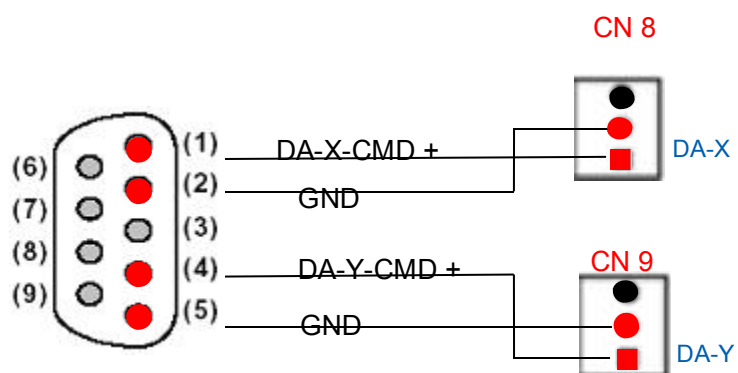 CN 8
(1)
DA-X-CMD +
DA-X
(6)
(2)
GND
(7)
(3)
(8)
CN 9
(4)
DA-Y-CMD +
(9)
(5)
GND
DA-Y